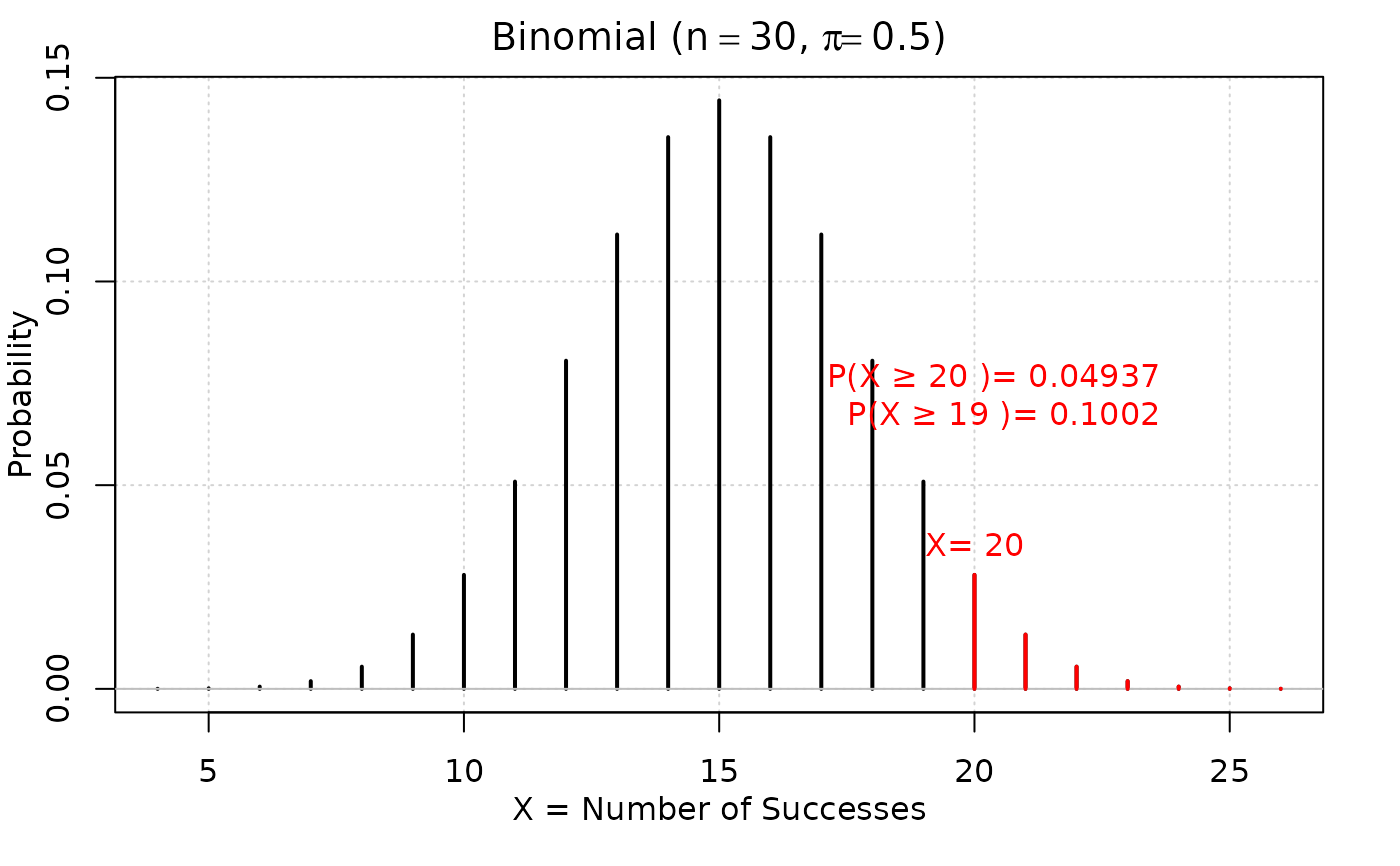 Binomial (n = 30, π= 0.5)
Probability
0.15
0.10
0.05
0.00
P(X ≥ 20 )= 0.04937
P(X ≥ 19 )= 0.1002
X= 20
5 10 15 20 25
X = Number of Successes